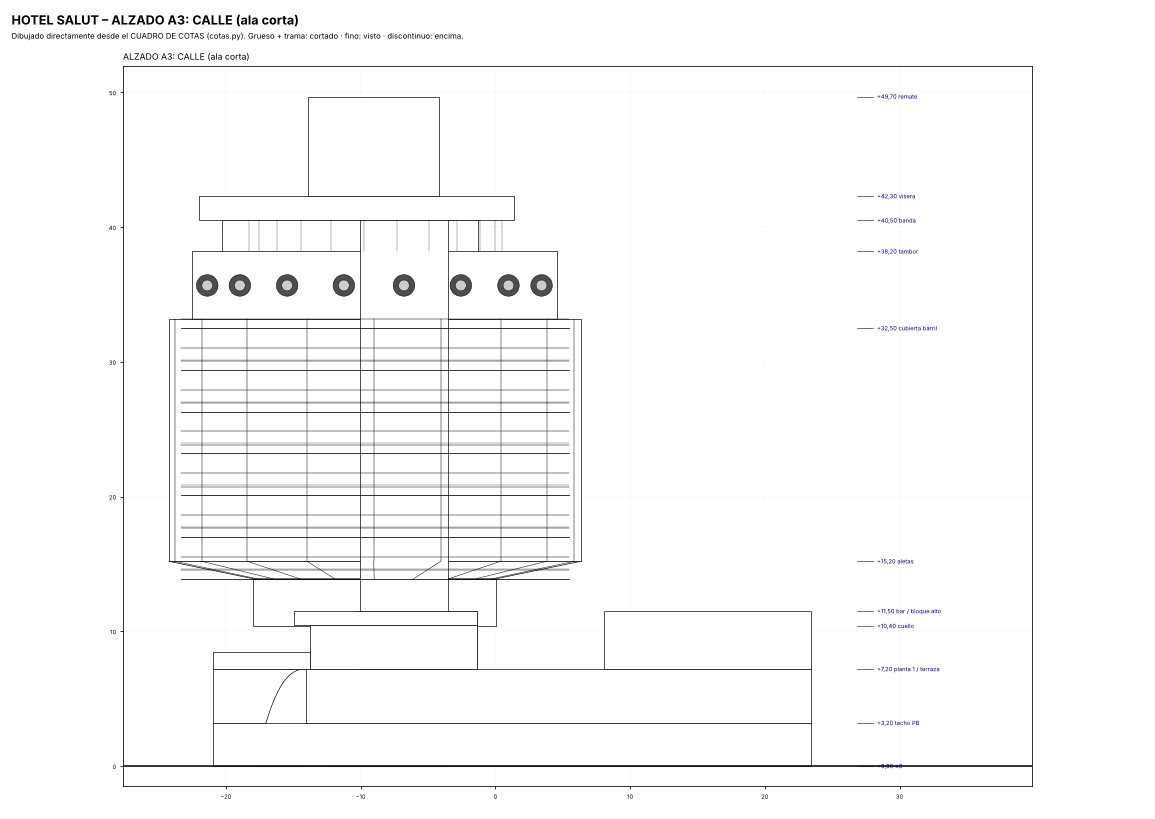 HOTEL SALUT – ALZADO A3: CALLE (ala corta)
Dibujado directamente desde el CUADRO DE COTAS (cotas.py). Grueso + trama: cortado · fino: visto · discontinuo: encima.
ALZADO A3: CALLE (ala corta)
50
+49,70 remate
+42,30 visera
+40,50 banda
40
+38,20 tambor
+32,50 cubierta barril
30
20
+15,20 aletas
+11,50 bar / bloque alto
10
+10,40 cuello
+7,20 planta 1 / terraza
+3,20 techo PB
0
−20
−10
0
10
20
30